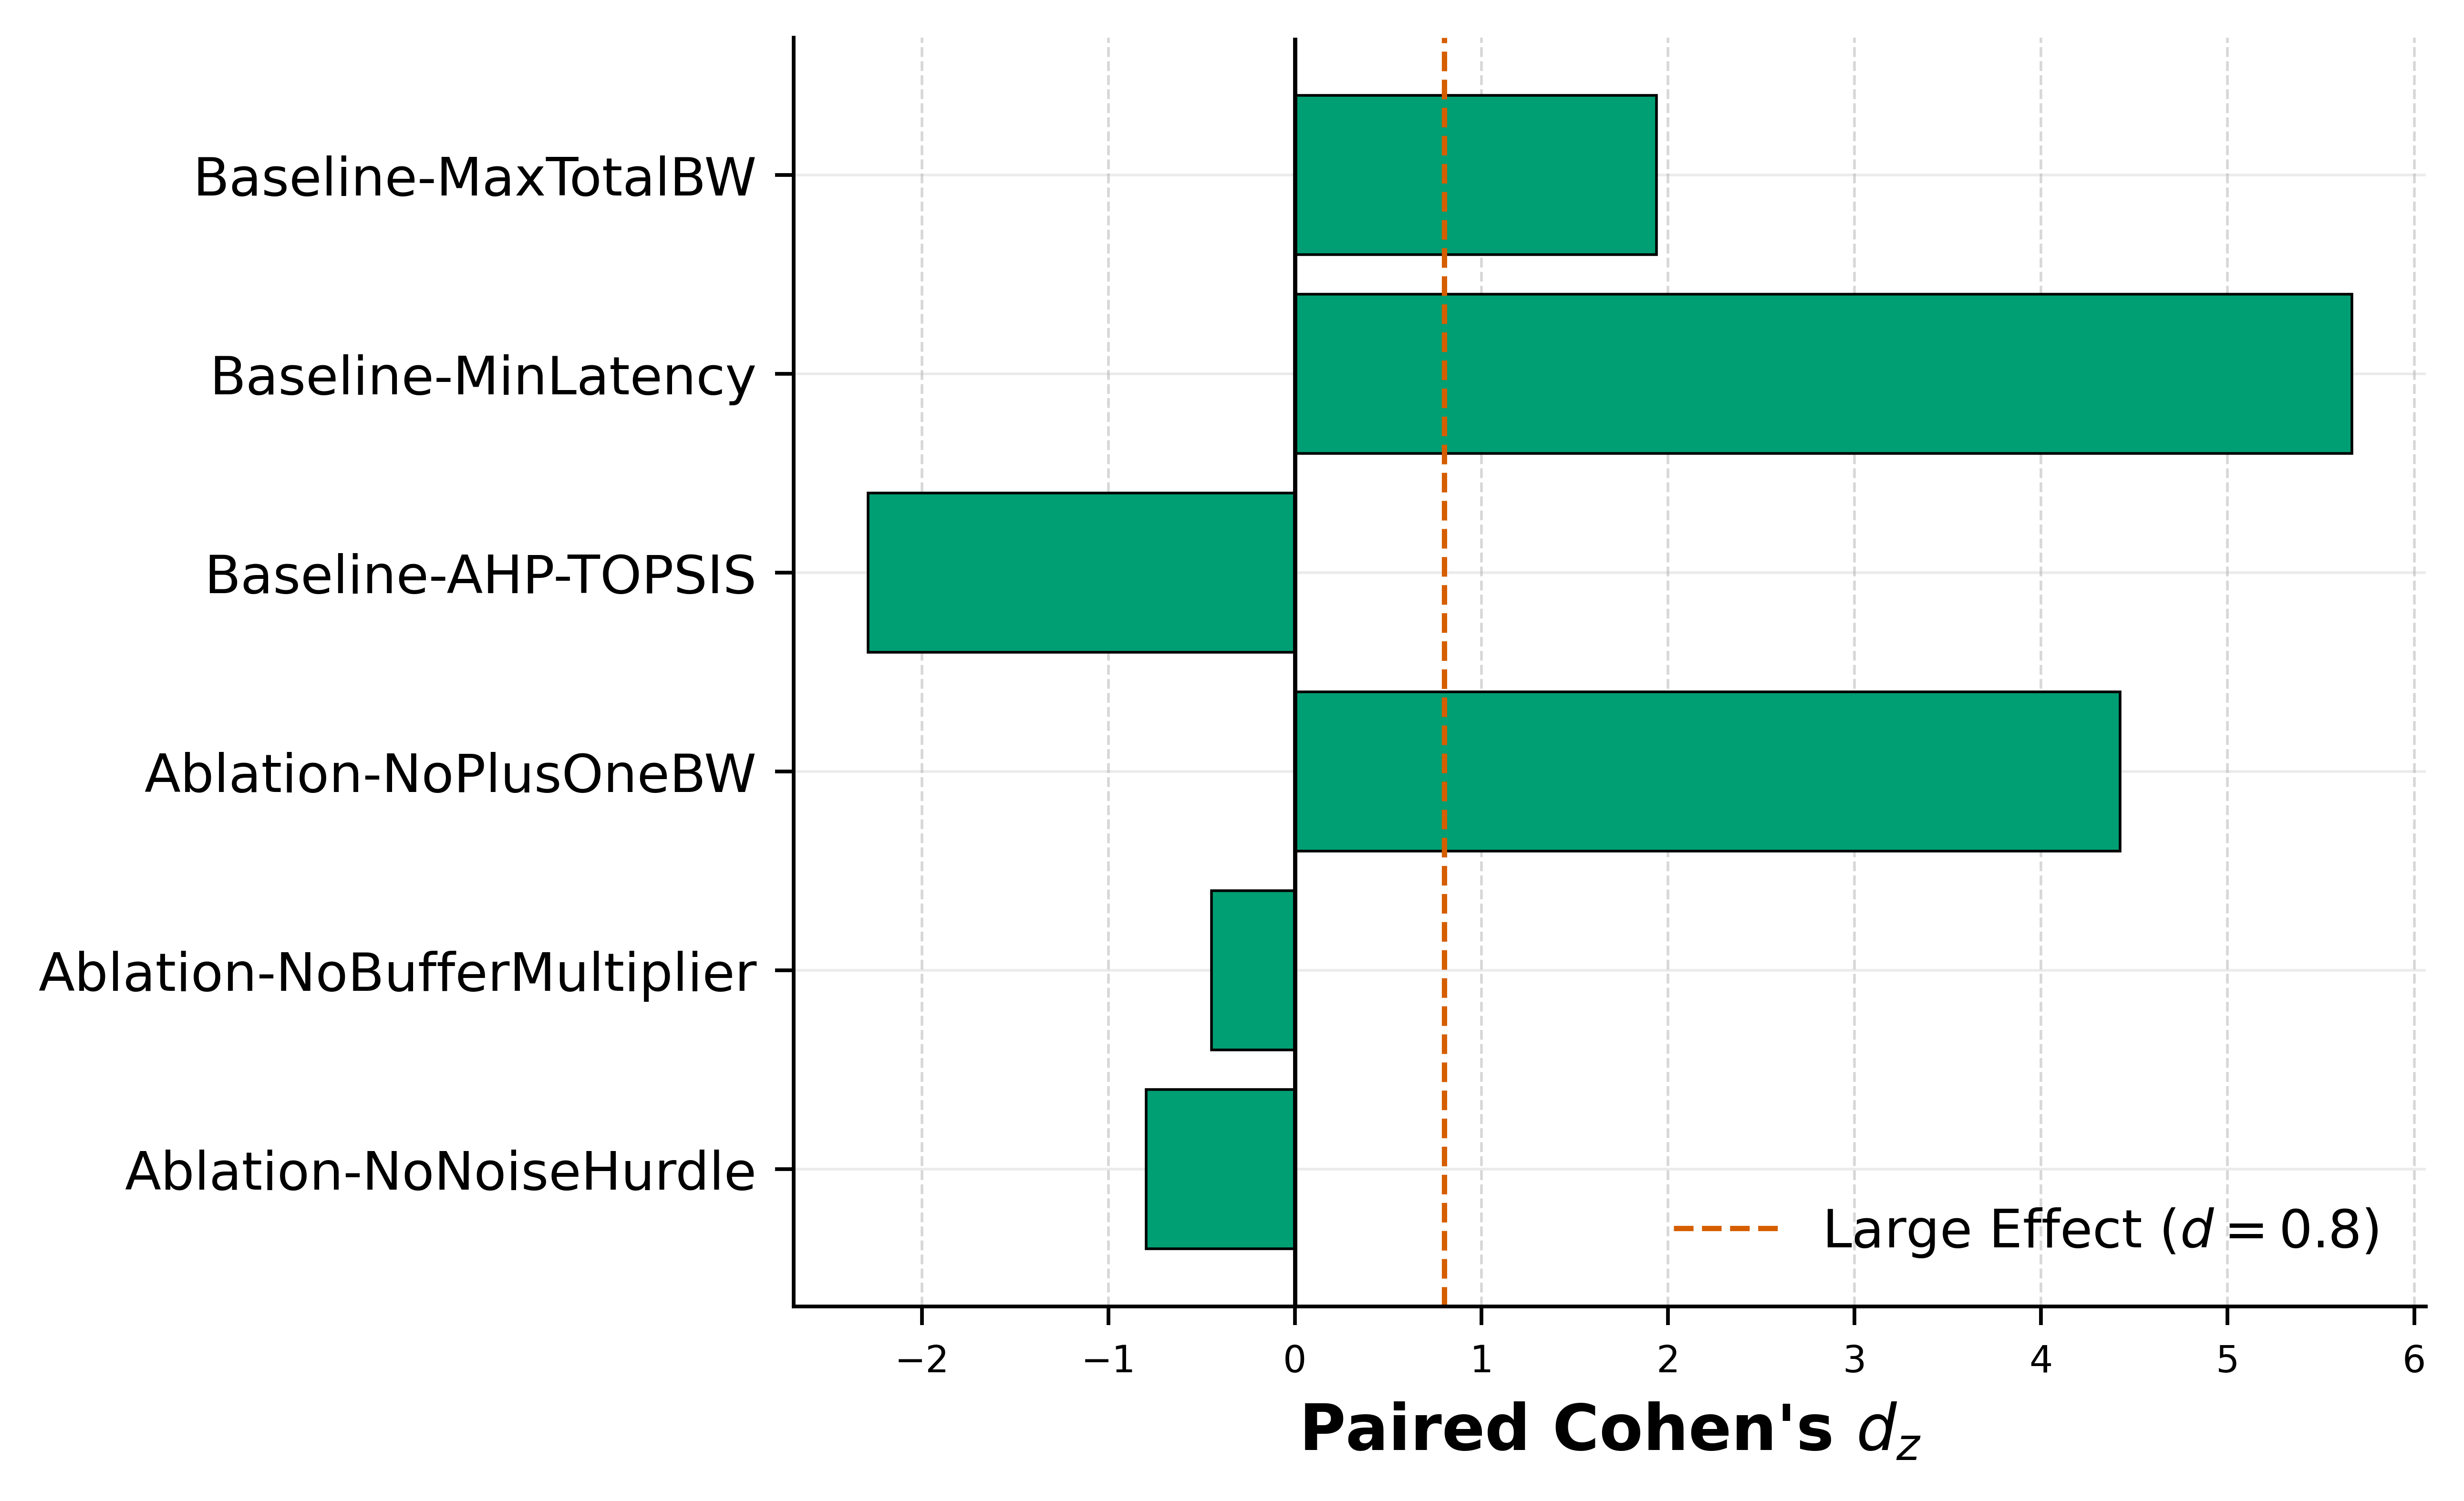 Baseline-MaxTotalBW
Baseline-MinLatency
Baseline-AHP-TOPSIS
Ablation-NoPlusOneBW
Ablation-NoBufferMultiplier
Ablation-NoNoiseHurdle
Large Effect (d = 0.8)
−2 −1 0 1 2 3 4 5 6
Paired Cohen's d_z